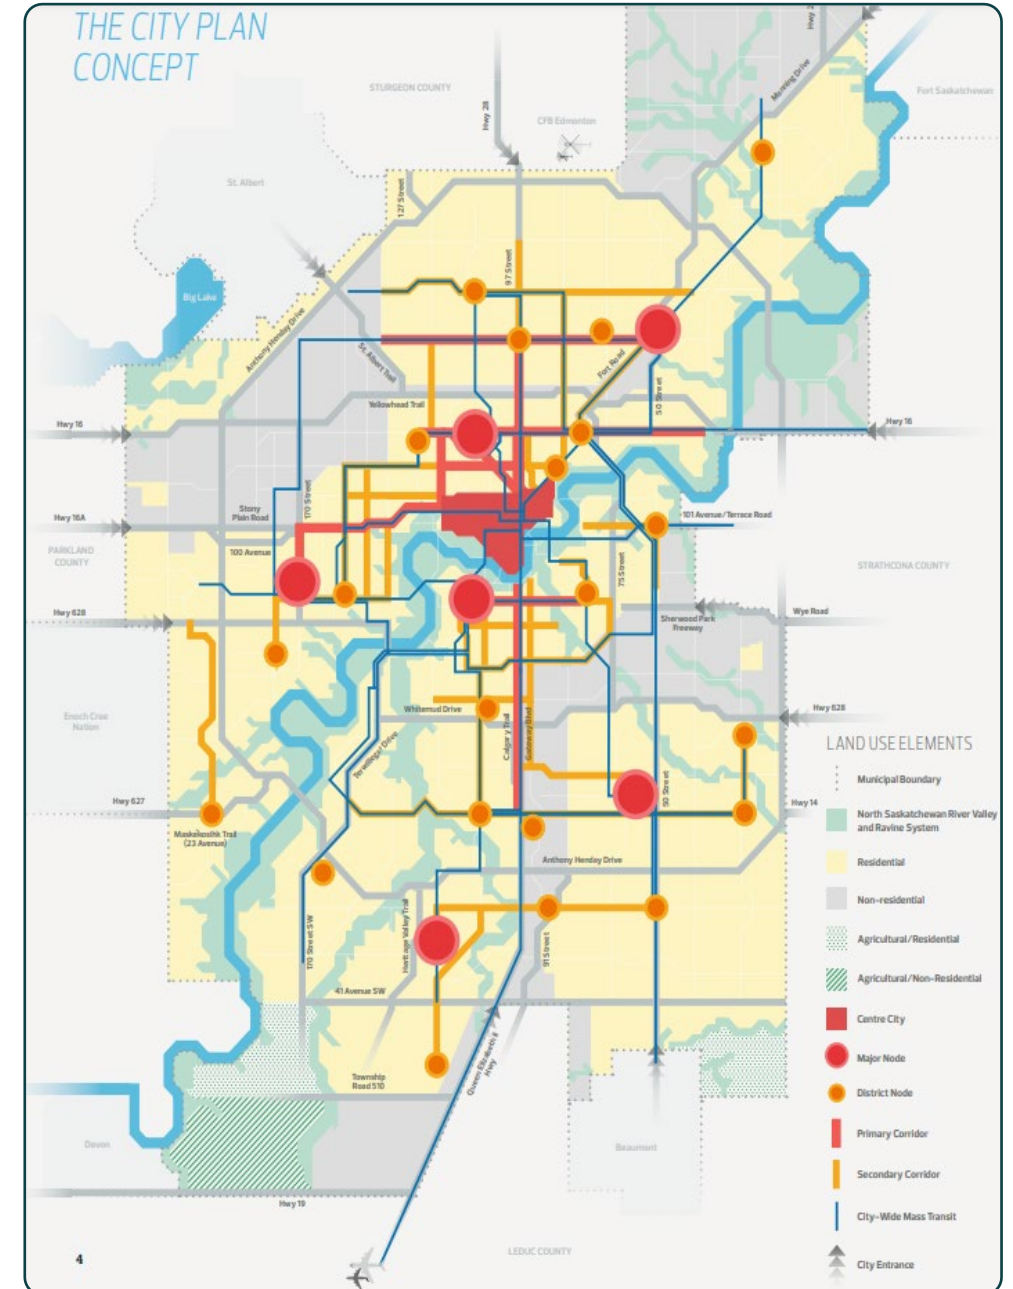 THE CITY PLAN
CONCEPT
STURGEON COUNTY
Hwy 28
CFB Edmonton
Manning Drive
Fort Saskatchewan
St. Albert
127 Street
97 Street
Big Lake
Anthony Henday Drive
St. Albert Trail
Fort Road
50 Street
Yellowhead Trail
Hwy 16
Hwy 16
170 Street
Stony
Plain Road
Hwy 16A
101 Avenue/Terrace Road
100 Avenue
PARKLAND
COUNTY
75 Street
STRATHCONA COUNTY
Hwy 628
Sherwood Park
Freeway
Wye Road
Enoch Cree
Nation
Whitemud Drive
Hwy 628
Terwillegar Drive
Calgary Trail
Gateway Blvd
50 Street
Hwy 627
Hwy 14
Maskêkosihk Trail
(23 Avenue)
Anthony Henday Drive
170 Street SW
Heritage Valley Trail
91 Street
41 Avenue SW
Queen Elizabeth II
Hwy
Township
Road 510
Devon
Beaumont
Hwy 19
LEDUC COUNTY
4
LAND USE ELEMENTS
Municipal Boundary
North Saskatchewan River Valley
and Ravine System
Residential
Non-residential
Agricultural/Residential
Agricultural/Non-Residential
Centre City
Major Node
District Node
Primary Corridor
Secondary Corridor
City-Wide Mass Transit
City Entrance